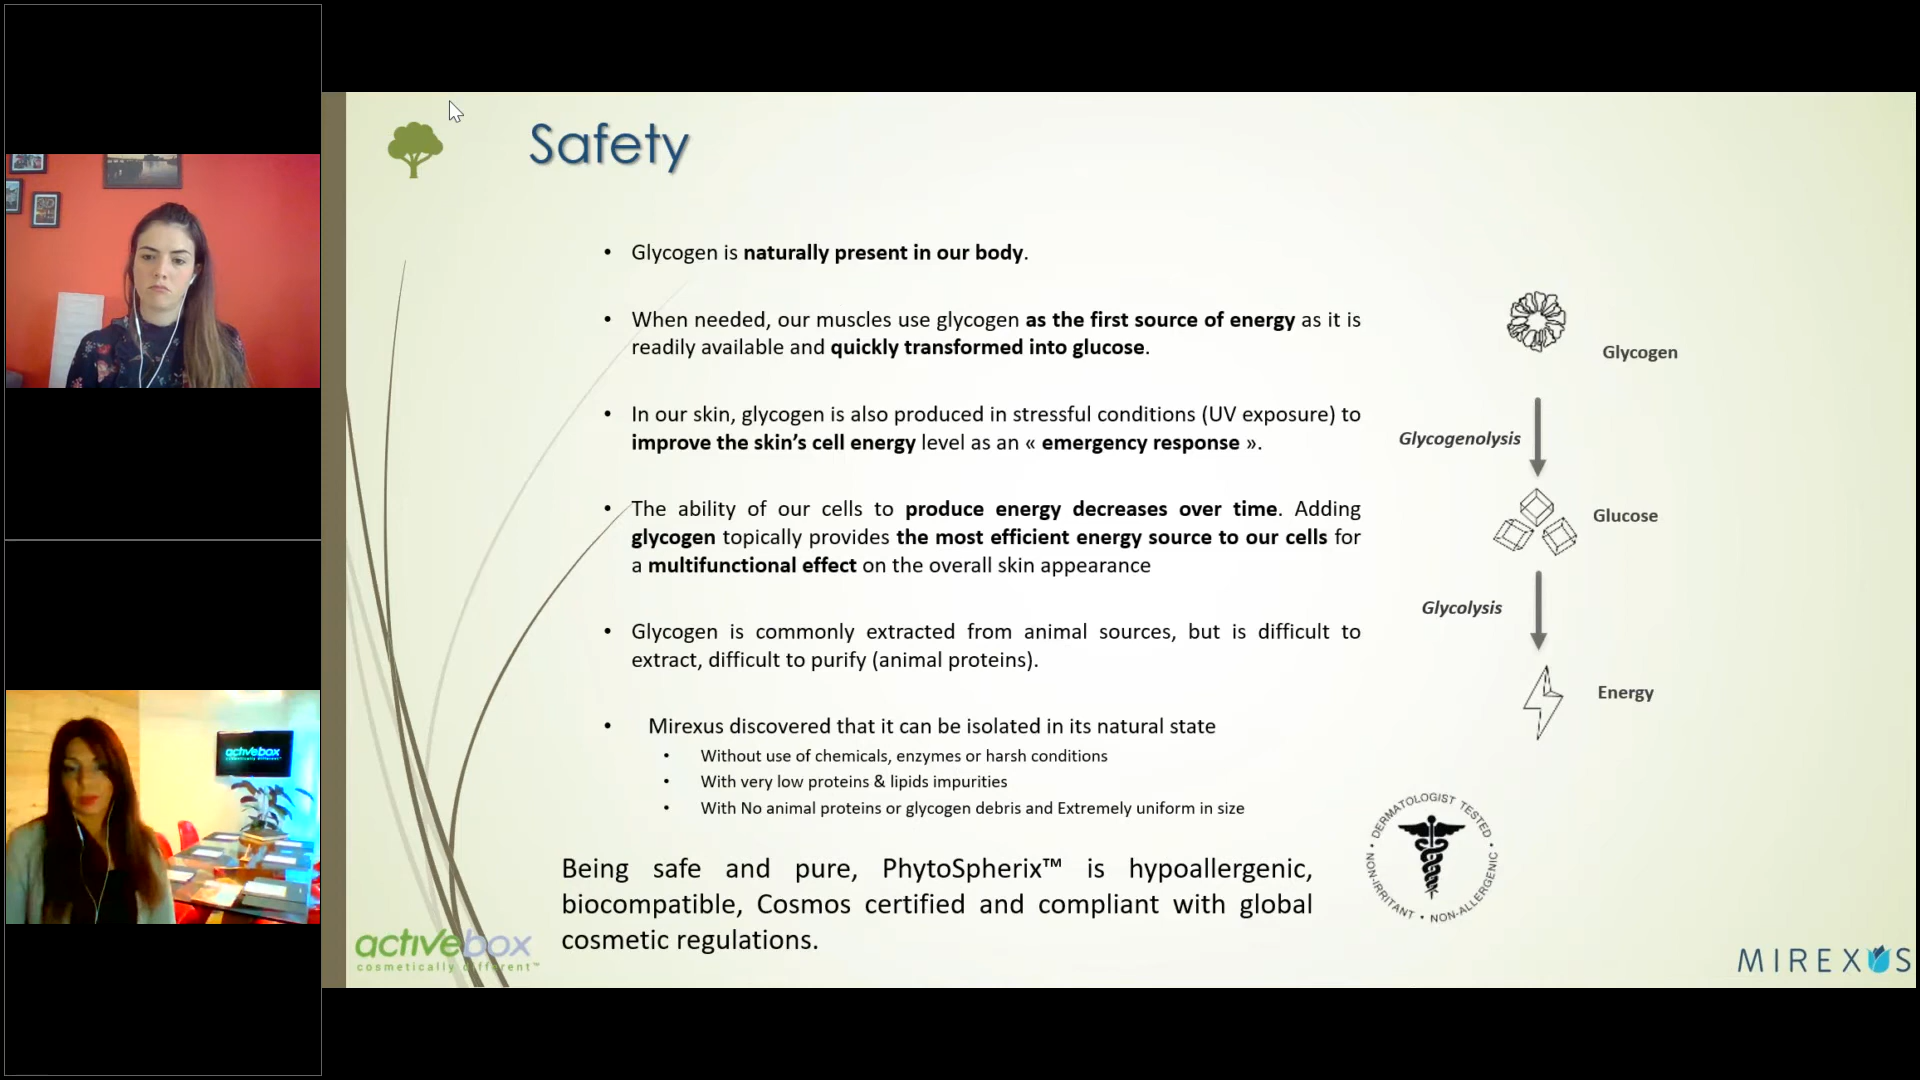 Safety
• Glycogen is naturally present in our body.
• When needed, our muscles use glycogen as the first source of energy as it is
readily available and quickly transformed into glucose.
• In our skin, glycogen is also produced in stressful conditions (UV exposure) to
improve the skin’s cell energy level as an « emergency response ».
• The ability of our cells to produce energy decreases over time. Adding
glycogen topically provides the most efficient energy source to our cells for
a multifunctional effect on the overall skin appearance
• Glycogen is commonly extracted from animal sources, but is difficult to
extract, difficult to purify (animal proteins).
• Mirexus discovered that it can be isolated in its natural state
• Without use of chemicals, enzymes or harsh conditions
• With very low proteins & lipids impurities
• With No animal proteins or glycogen debris and Extremely uniform in size
Being safe and pure, PhytoSpherix™ is hypoallergenic,
biocompatible, Cosmos certified and compliant with global
cosmetic regulations.
Glycogen
Glycogenolysis
Glucose
Glycolysis
Energy
• DERMATOLOGIST TESTED • NON-ALLERGENIC • NON-IRRITANT
activebox
cosmetically different™
MIREXUS
activebox